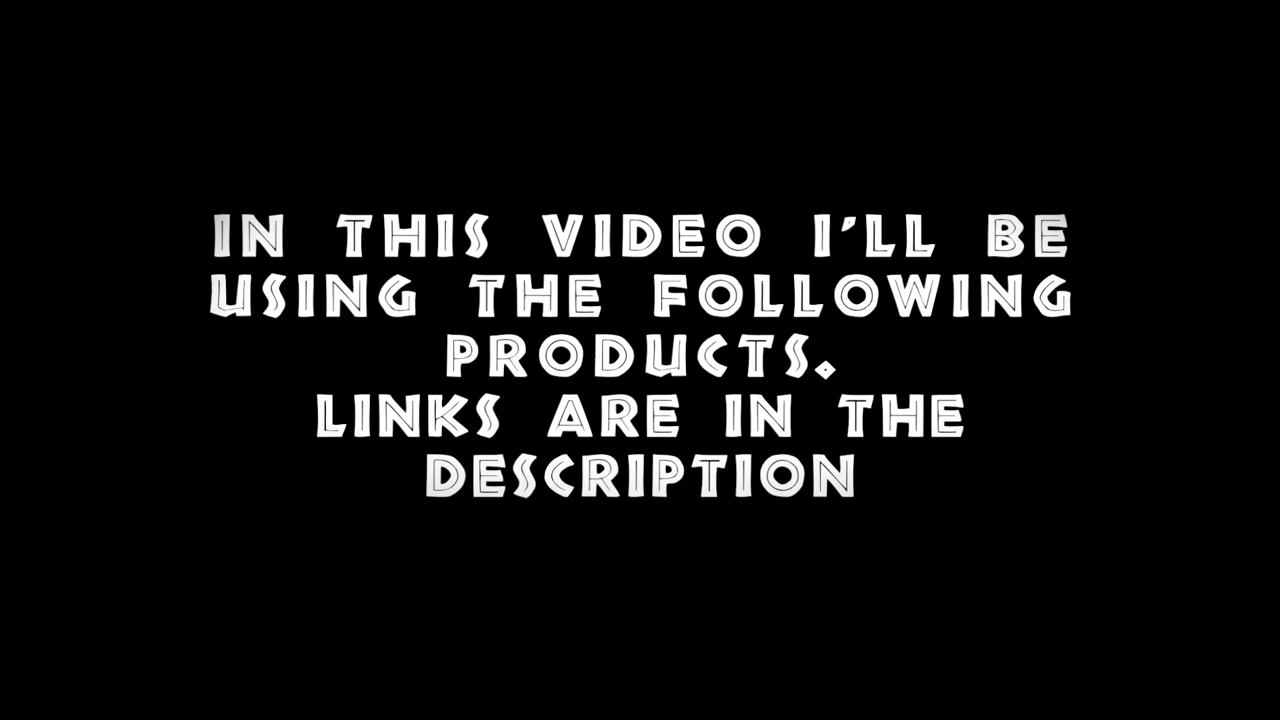 IN THIS VIDEO I'LL BE
USING THE FOLLOWING
PRODUCTS.
LINKS ARE IN THE
DESCRIPTION